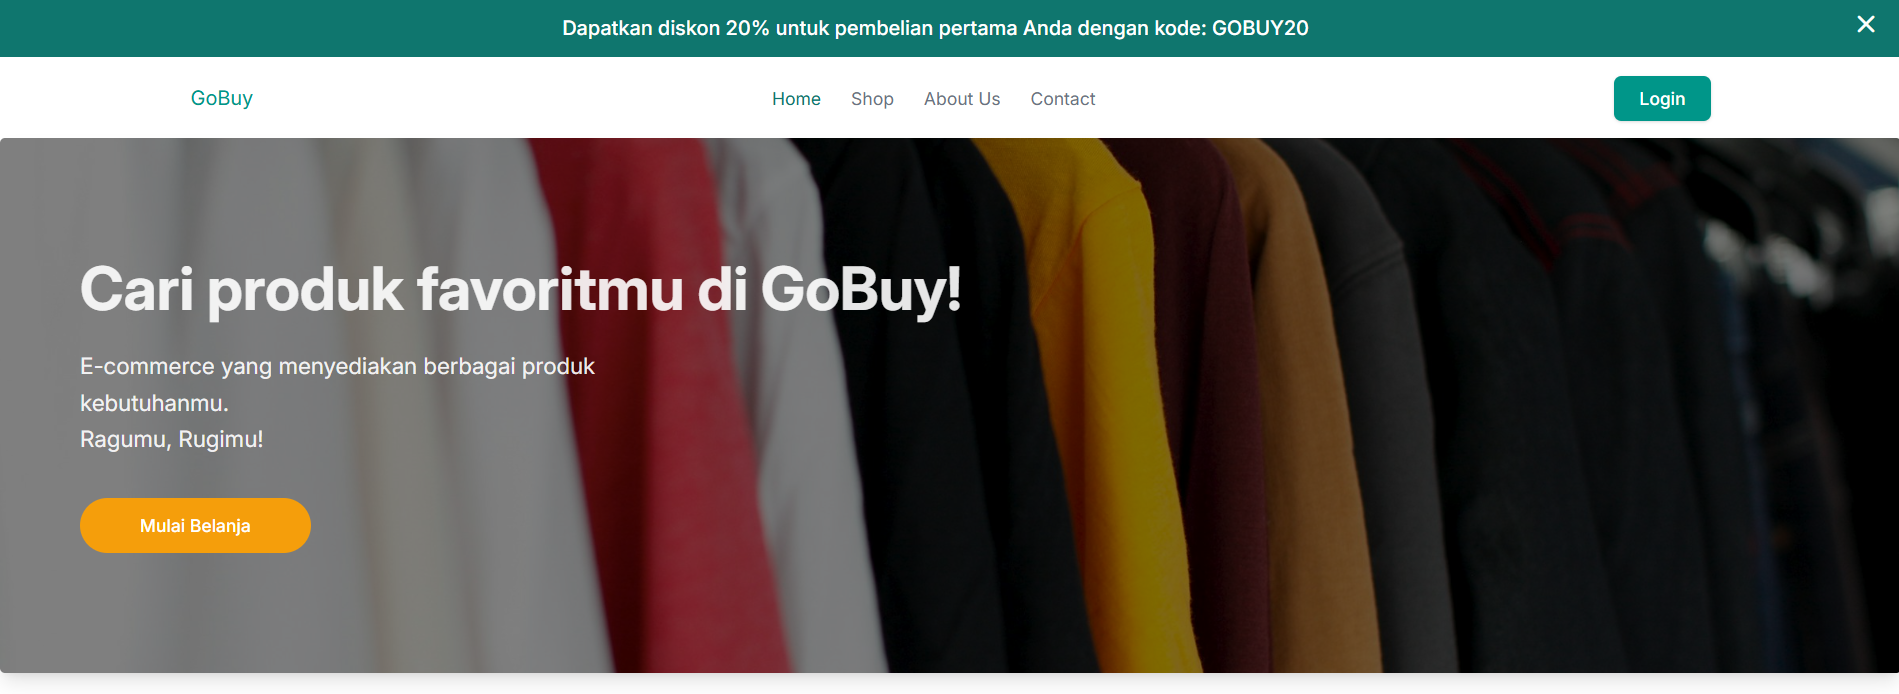 Dapatkan diskon 20% untuk pembelian pertama Anda dengan kode: GOBUY20
GoBuy
Home
Shop
About Us
Contact
Login
Cari produk favoritmu di GoBuy!
E-commerce yang menyediakan berbagai produk
kebutuhanmu.
Ragumu, Rugimu!
Mulai Belanja